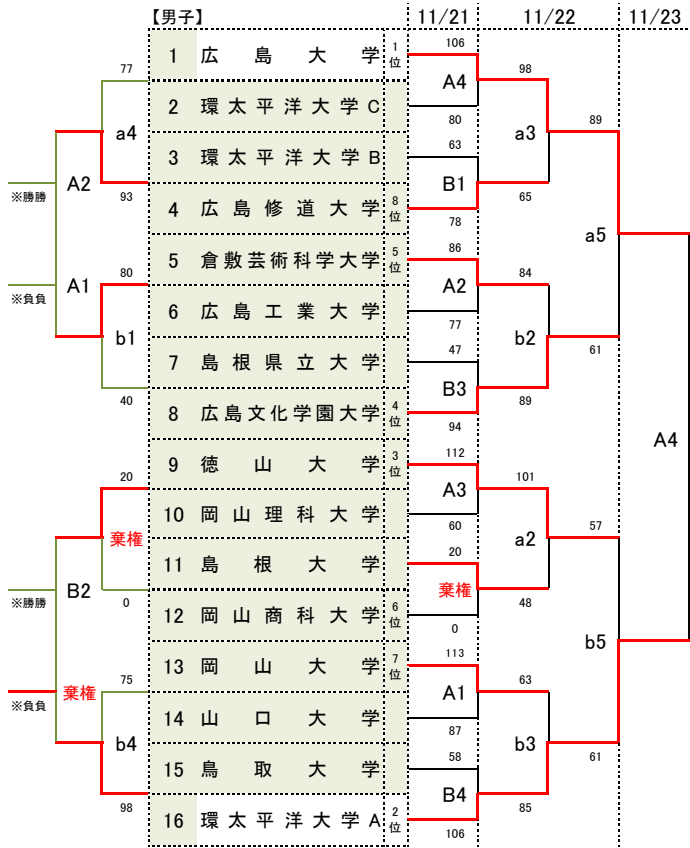 【男子】 11/21 11/22 11/23
1 広島大学 1位 106
77 A4 98
2 環太平洋大学C 80
a4 a3 89
3 環太平洋大学B 63
A2 B1
※勝勝 93 4 広島修道大学 8位 78 65
a5
5 倉敷芸術科学大学 5位 86
A1 80 A2 84
※負負 6 広島工業大学 77
b1 b2 61
7 島根県立大学 47
B3
40 8 広島文化学園大学 4位 94 89
A4
9 徳山大学 3位 112
20 A3 101
10 岡山理科大学 60
棄権 a2 57
11 島根大学 20
B2 棄権
※勝勝 0 12 岡山商科大学 6位 0 48
b5
13 岡山大学 7位 113
棄権 75 A1 63
※負負 14 山口大学 87
b4 b3 61
15 鳥取大学 58
B4
98 16 環太平洋大学A 2位 106 85